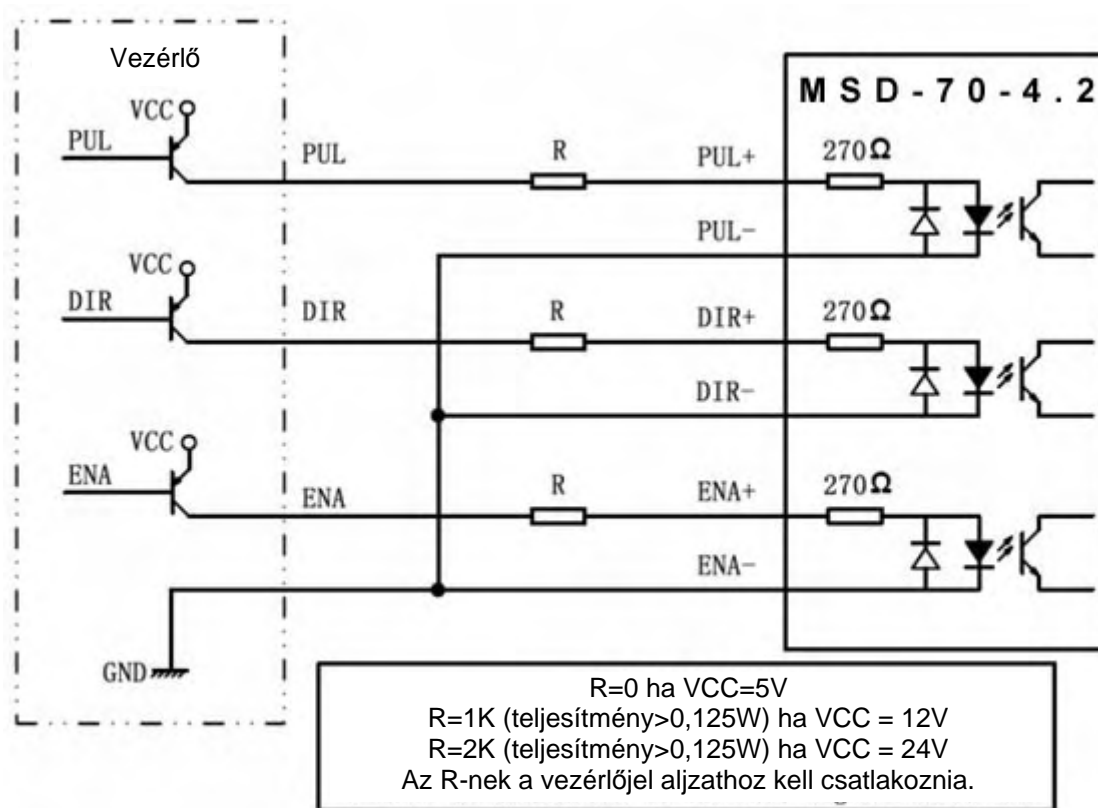 Vezérlő
MSD-70-4.2
VCC
PUL
PUL
R
PUL+
270Ω
PUL-
VCC
DIR
DIR
R
DIR+
270Ω
DIR-
VCC
ENA
ENA
R
ENA+
270Ω
ENA-
GND
R=0 ha VCC=5V
R=1K (teljesítmény>0,125W) ha VCC = 12V
R=2K (teljesítmény>0,125W) ha VCC = 24V
Az R-nek a vezérlőjel aljzathoz kell csatlakoznia.